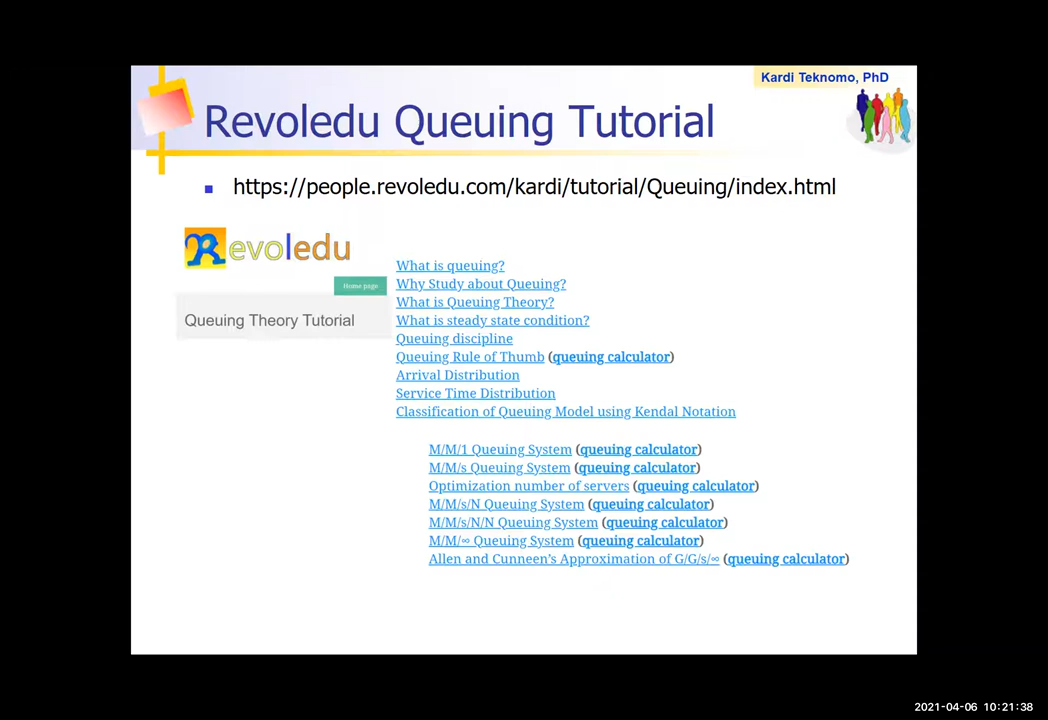 Kardi Teknomo, PhD
Revoledu Queuing Tutorial
https://people.revoledu.com/kardi/tutorial/Queuing/index.html
Revoledu
Home page
Queuing Theory Tutorial
What is queuing?
Why Study about Queuing?
What is Queuing Theory?
What is steady state condition?
Queuing discipline
Queuing Rule of Thumb (queuing calculator)
Arrival Distribution
Service Time Distribution
Classification of Queuing Model using Kendal Notation
M/M/1 Queuing System (queuing calculator)
M/M/s Queuing System (queuing calculator)
Optimization number of servers (queuing calculator)
M/M/s/N Queuing System (queuing calculator)
M/M/s/N/N Queuing System (queuing calculator)
M/M/∞ Queuing System (queuing calculator)
Allen and Cunneen’s Approximation of G/G/s/∞ (queuing calculator)
2021-04-06 10:21:38